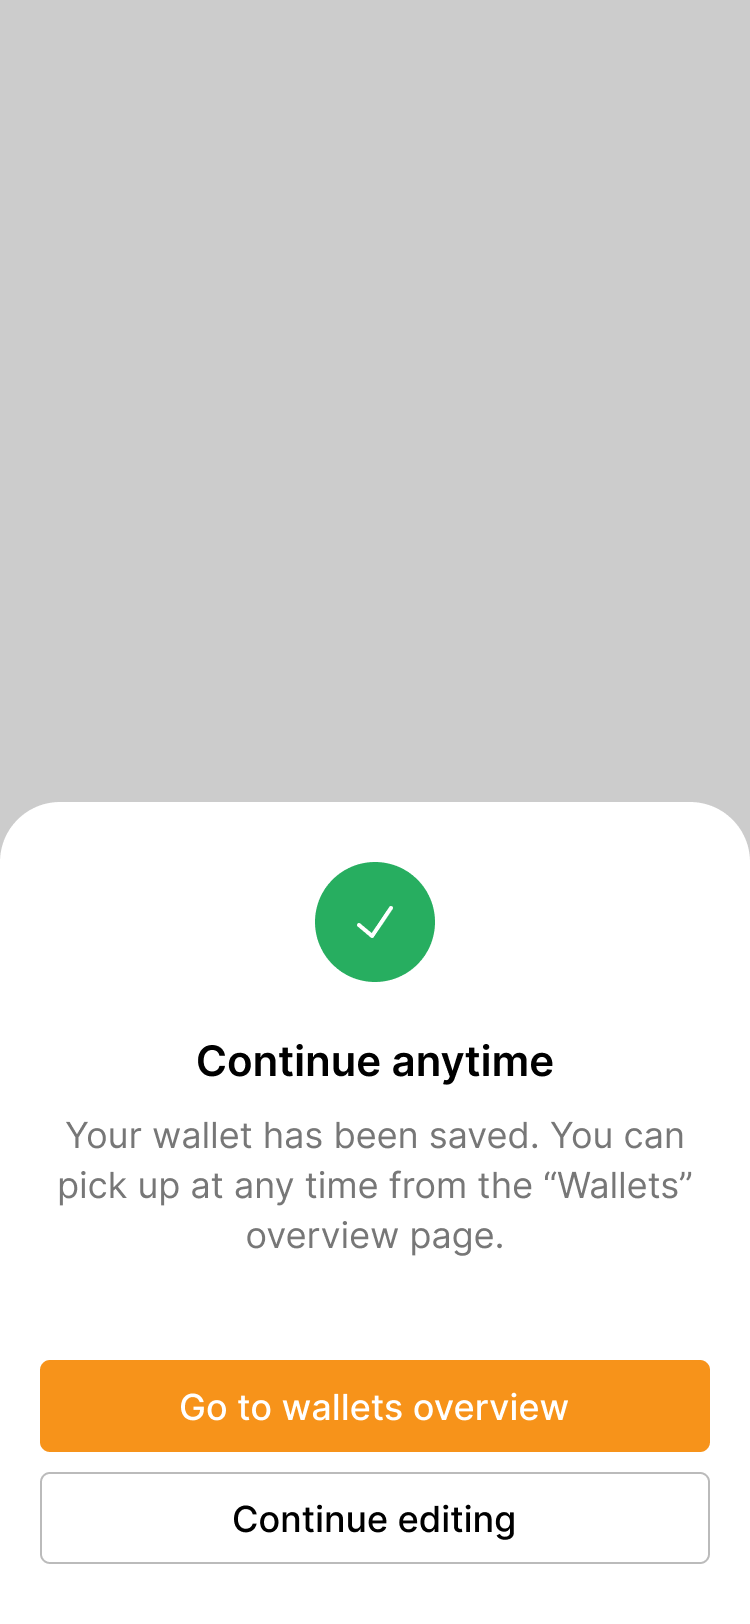 Continue anytime
Your wallet has been saved. You can
pick up at any time from the “Wallets”
overview page.
Go to wallets overview
Continue editing